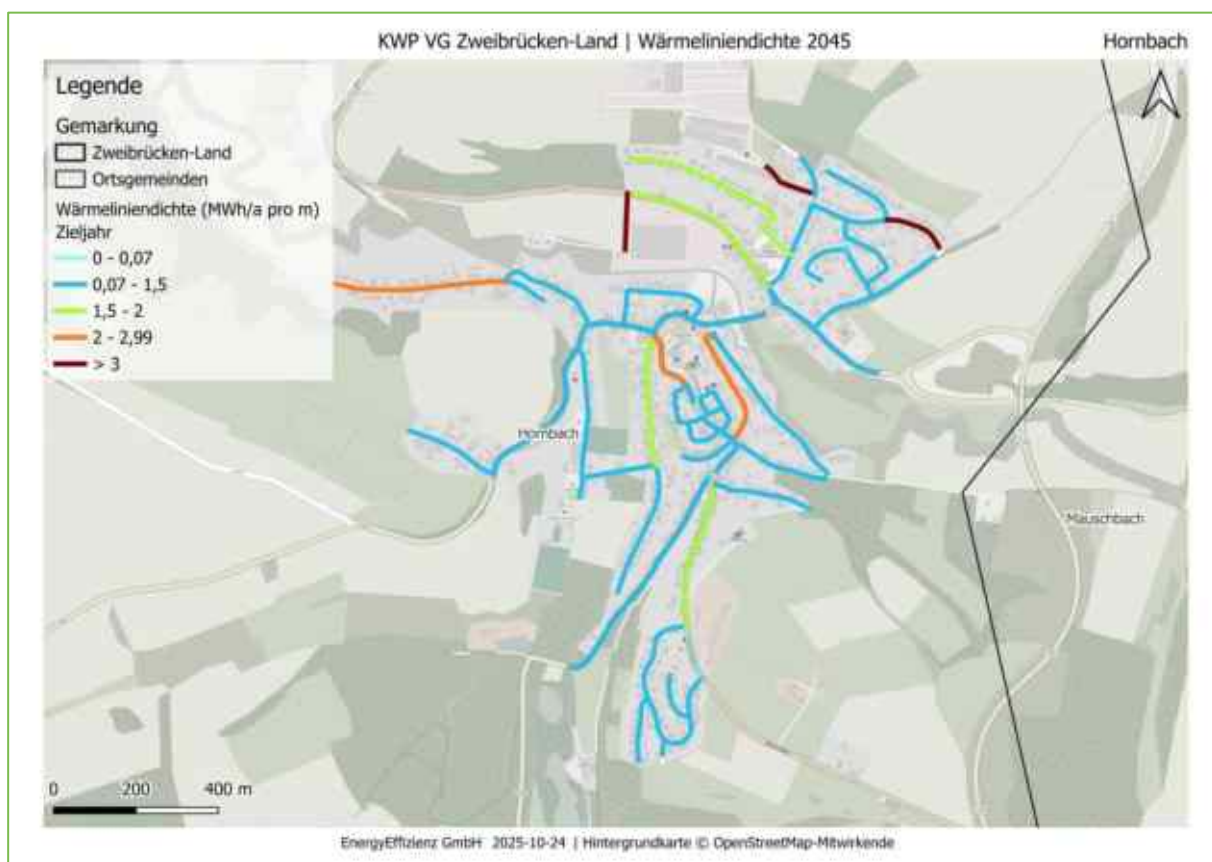 KWP VG Zweibrücken-Land | Wärmeliniendichte 2045
Hornbach
Legende
Gemarkung
Zweibrücken-Land
Ortsgemeinden
Wärmeliniendichte (MWh/a pro m)
Zieljahr
0 - 0,07
0,07 - 1,5
1,5 - 2
2 - 2,99
> 3
Hornbach
Mauschbach
0 200 400 m
EnergyEffizienz GmbH 2025-10-24 | Hintergrundkarte © OpenStreetMap-Mitwirkende